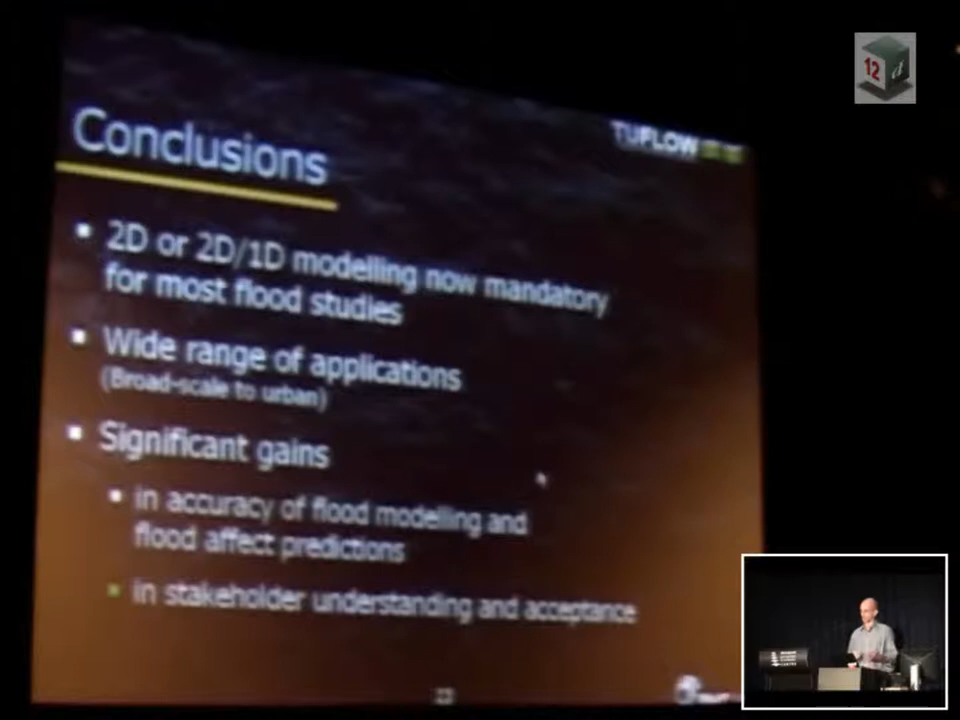 12d
Conclusions
TUFLOW
2D or 2D/1D modelling now mandatory
for most flood studies
Wide range of applications
(Broad-scale to urban)
Significant gains
in accuracy of flood modelling and
flood affect predictions
in stakeholder understanding and acceptance